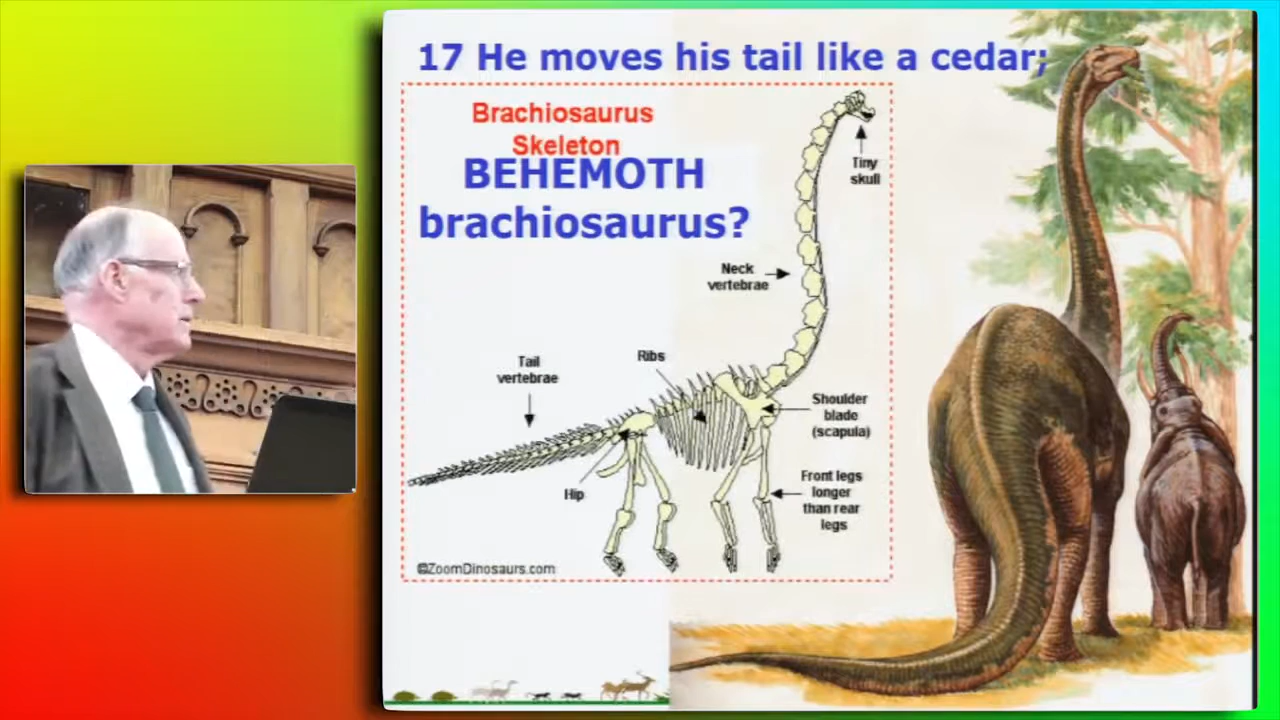 17 He moves his tail like a cedar;
Brachiosaurus
Skeleton
BEHEMOTH
brachiosaurus?
Tiny
skull
Neck
vertebrae
Ribs
Tail
vertebrae
Shoulder
blade
(scapula)
Hip
Front legs
longer
than rear
legs
©ZoomDinosaurs.com